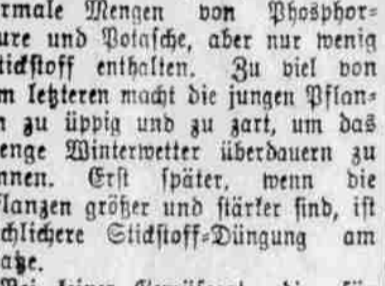 rmale Mengen von Phosphor=
ure und Potasche, aber nur wenig
tickstoff enthalten. Zu viel von
m letzteren macht die jungen Pflan=
n zu üppig und zu zart, um das
enge Winterwetter überdauern zu
nnen. Erst später, wenn die
flanzen größer und stärker sind, ist
chlichere Stickstoff=Düngung am
atze.